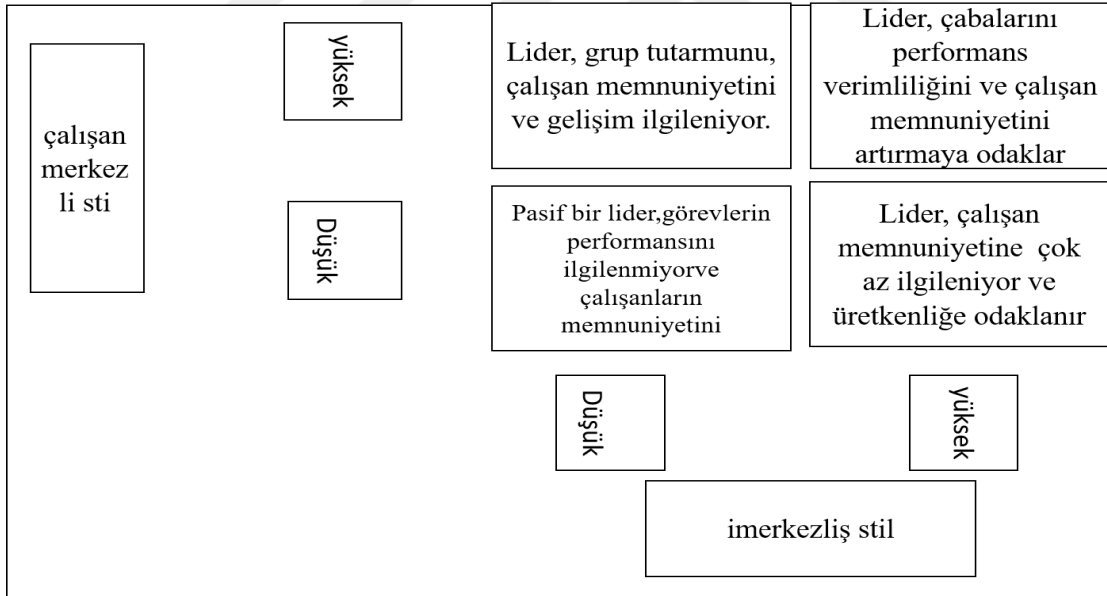 çalışan
merkez
li sti
yüksek
Düşük
Lider, grup tutarmunu,
çalışan memnuniyetini
ve gelişim ilgileniyor.
Lider, çabalarını
performans
verimliliğini ve çalışan
memnuniyetini
artırmaya odaklar
Pasif bir lider,görevlerin
performansını
ilgilenmiyorve
çalışanların
memnuniyetini
Lider, çalışan
memnuniyetine çok
az ilgileniyor ve
üretkenliğe odaklanır
Düşük
yüksek
imerkezliş stil